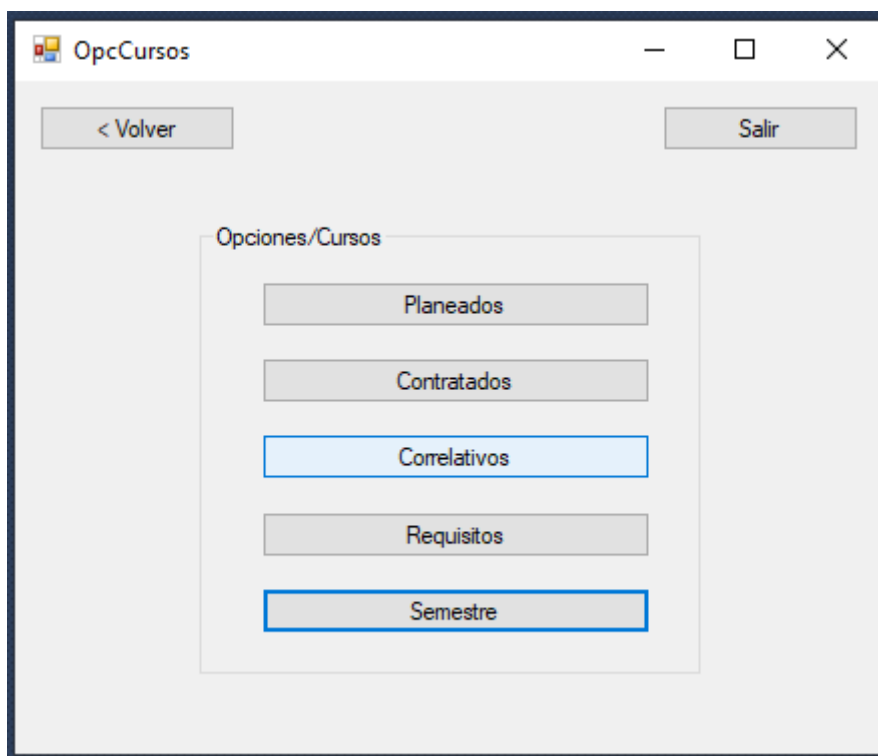 OpcCursos
< Volver
Salir
Opciones/Cursos
Planeados
Contratados
Correlativos
Requisitos
Semestre